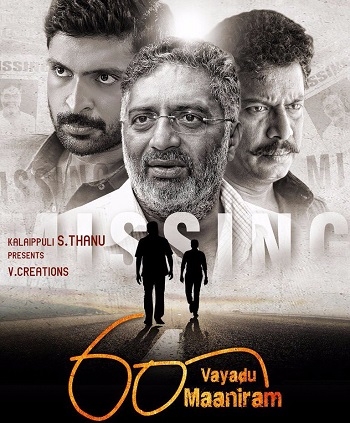 MISSING
KALAIPPULI S.THANU
PRESENTS
V.CREATIONS
60 Vayadu
Maaniram